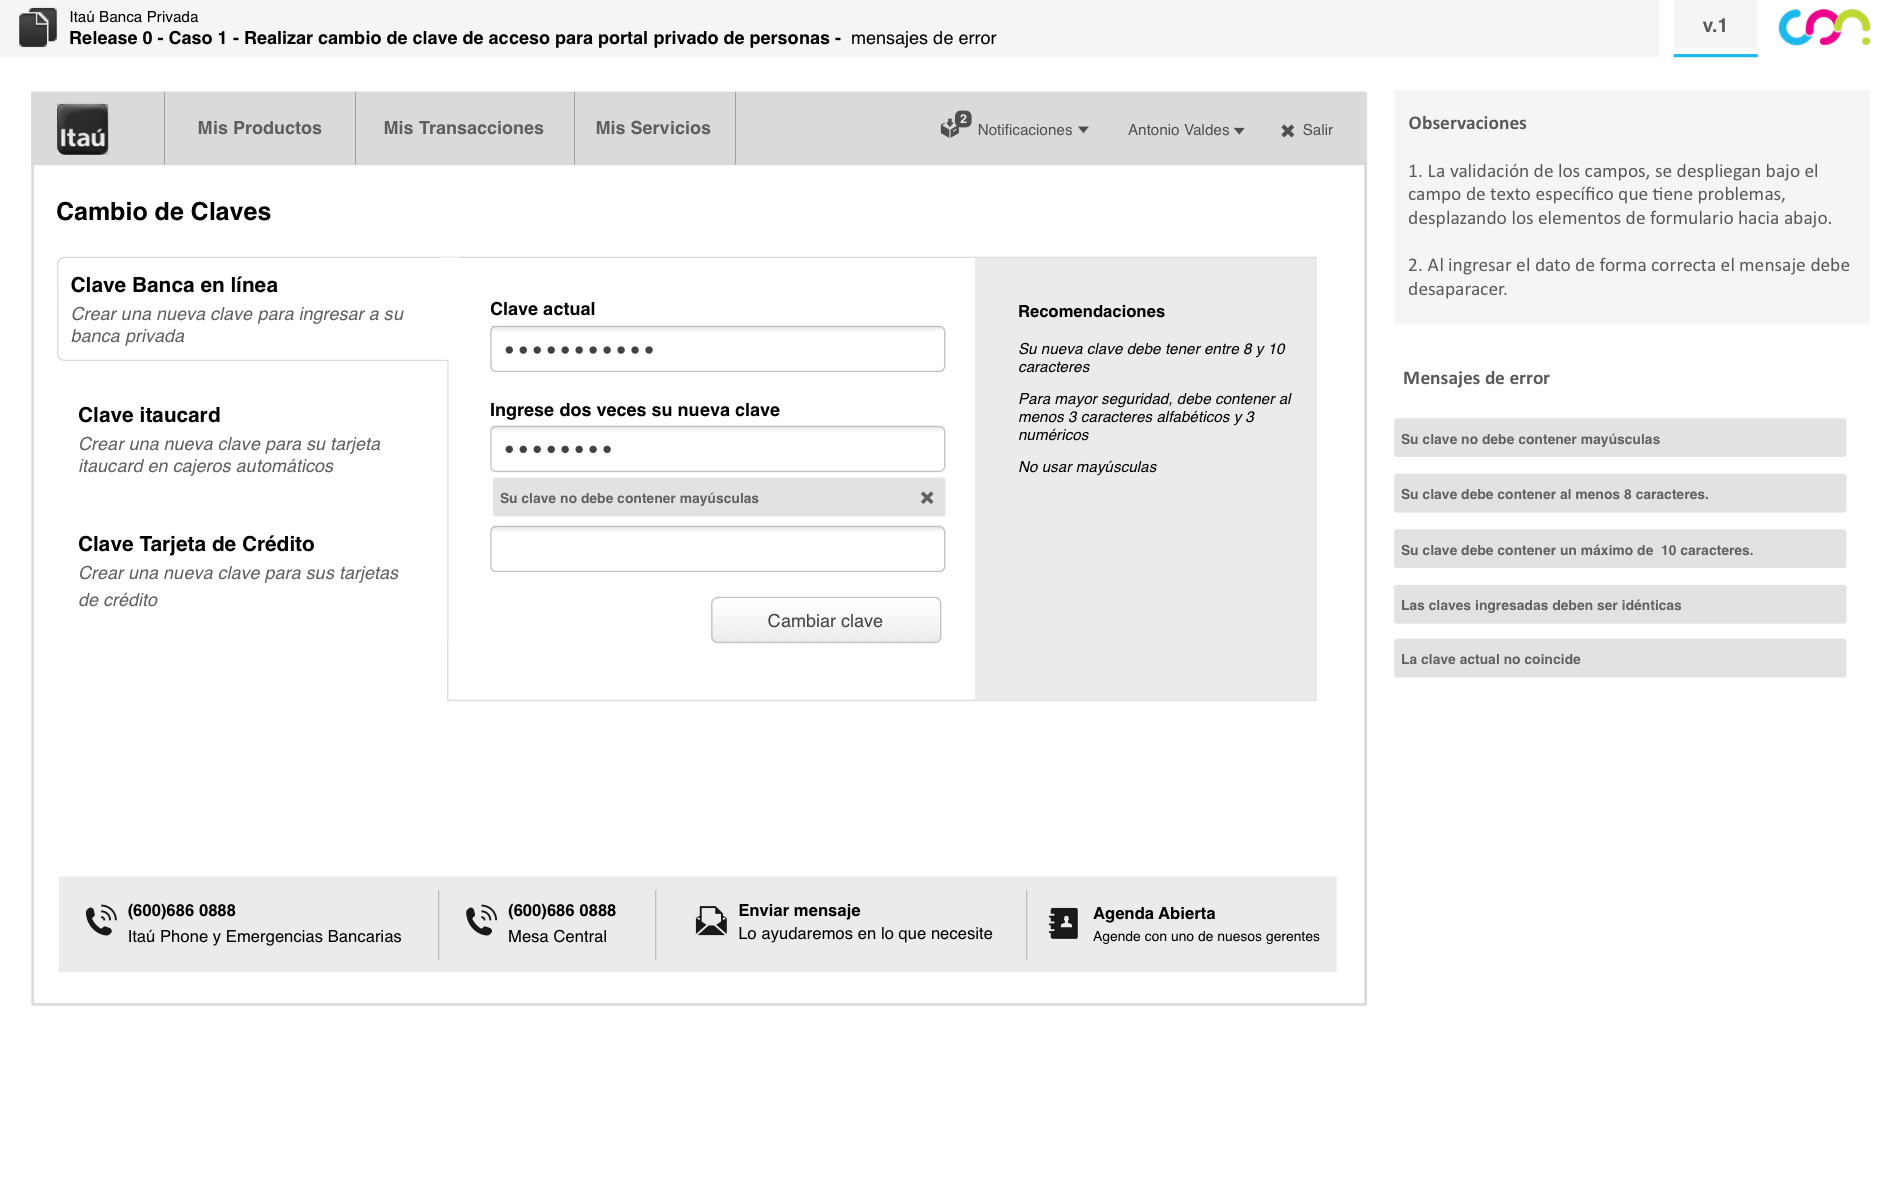 Itaú Banca Privada
Release 0 - Caso 1 - Realizar cambio de clave de acceso para portal privado de personas - mensajes de error
v.1
con
Itaú
Mis Productos
Mis Transacciones
Mis Servicios
2
Notificaciones
Antonio Valdes
Salir
Cambio de Claves
Clave Banca en línea
Crear una nueva clave para ingresar a su
banca privada
Clave itaucard
Crear una nueva clave para su tarjeta
itaucard en cajeros automáticos
Clave Tarjeta de Crédito
Crear una nueva clave para sus tarjetas
de crédito
Clave actual
Ingrese dos veces su nueva clave
Su clave no debe contener mayúsculas
Cambiar clave
Recomendaciones
Su nueva clave debe tener entre 8 y 10
caracteres
Para mayor seguridad, debe contener al
menos 3 caracteres alfabéticos y 3
numéricos
No usar mayúsculas
(600)686 0888
Itaú Phone y Emergencias Bancarias
(600)686 0888
Mesa Central
Enviar mensaje
Lo ayudaremos en lo que necesite
Agenda Abierta
Agende con uno de nuesos gerentes
Observaciones
1. La validación de los campos, se despliegan bajo el
campo de texto específico que tiene problemas,
desplazando los elementos de formulario hacia abajo.
2. Al ingresar el dato de forma correcta el mensaje debe
desaparacer.
Mensajes de error
Su clave no debe contener mayúsculas
Su clave debe contener al menos 8 caracteres.
Su clave debe contener un máximo de 10 caracteres.
Las claves ingresadas deben ser idénticas
La clave actual no coincide